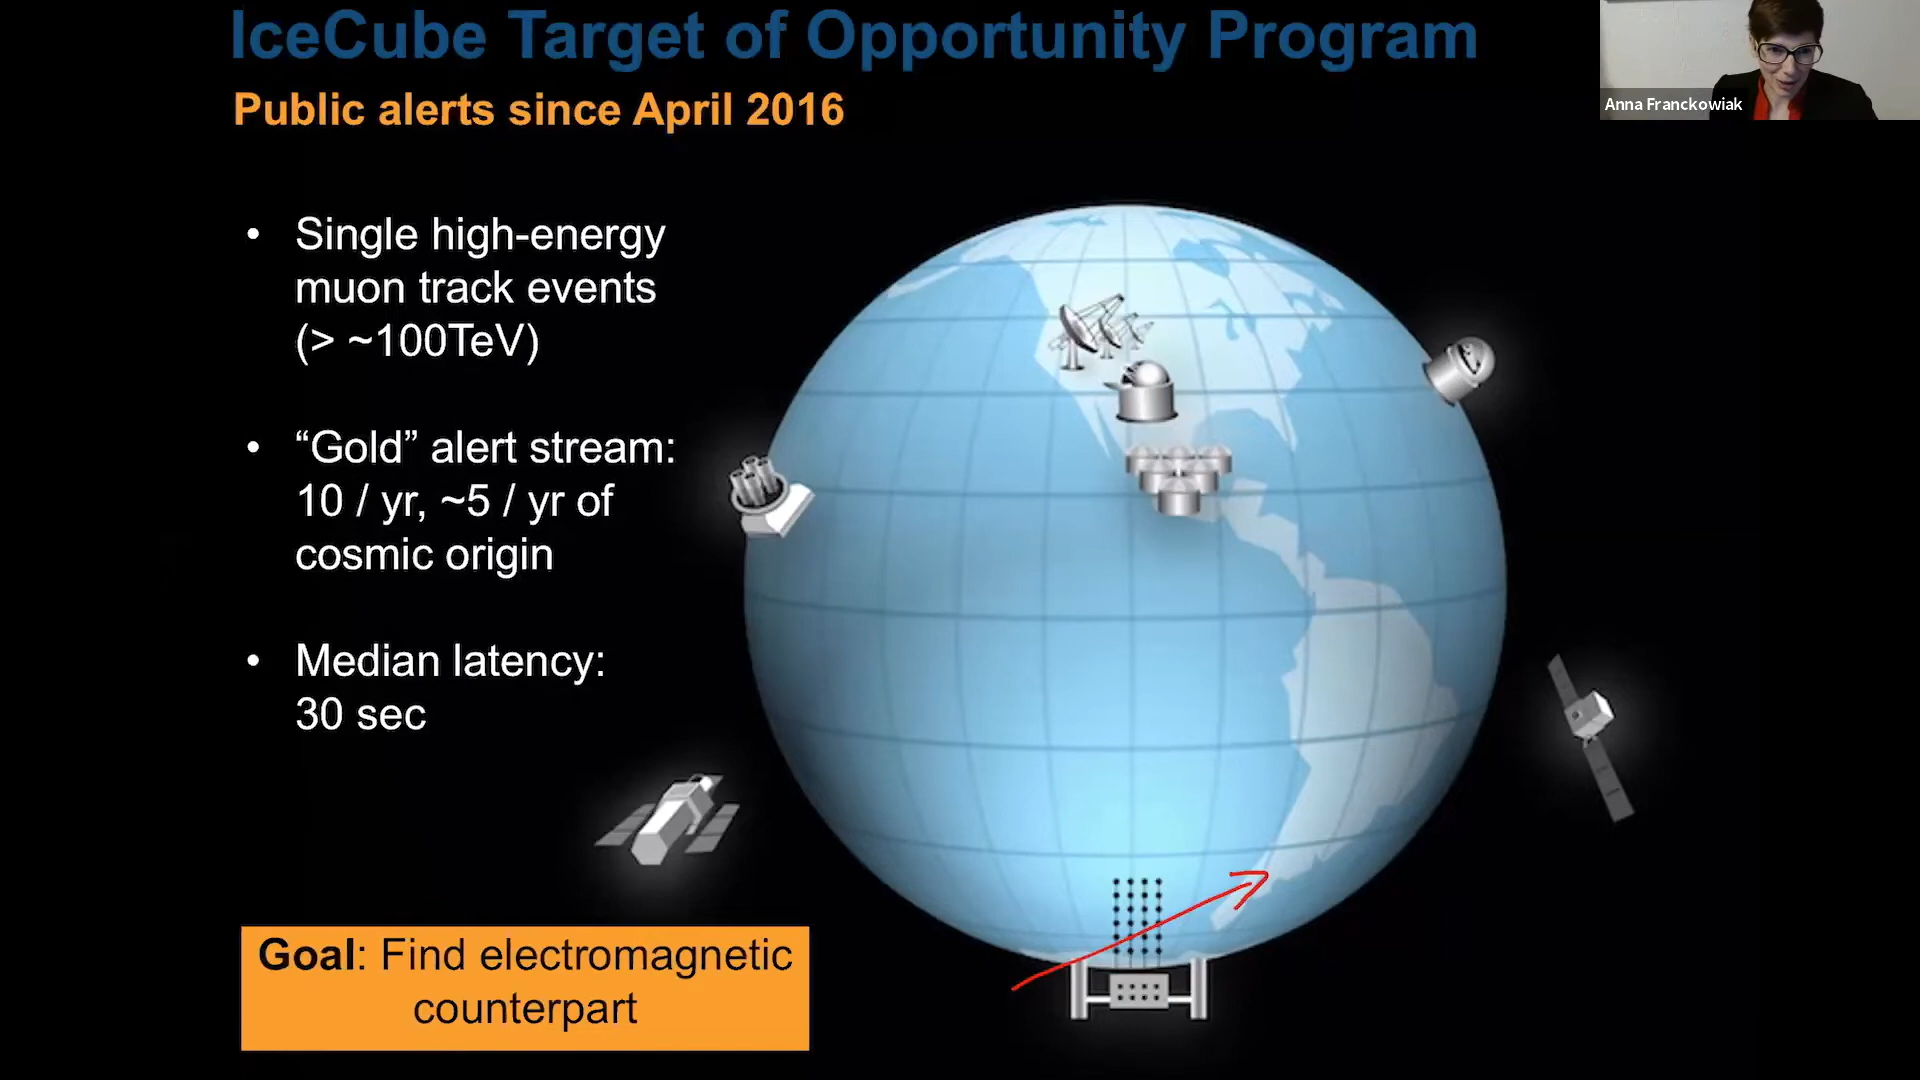 IceCube Target of Opportunity Program
Public alerts since April 2016
Anna Franckowiak
• Single high-energy
muon track events
(> ~100TeV)
• “Gold” alert stream:
10 / yr, ~5 / yr of
cosmic origin
• Median latency:
30 sec
Goal: Find electromagnetic
counterpart